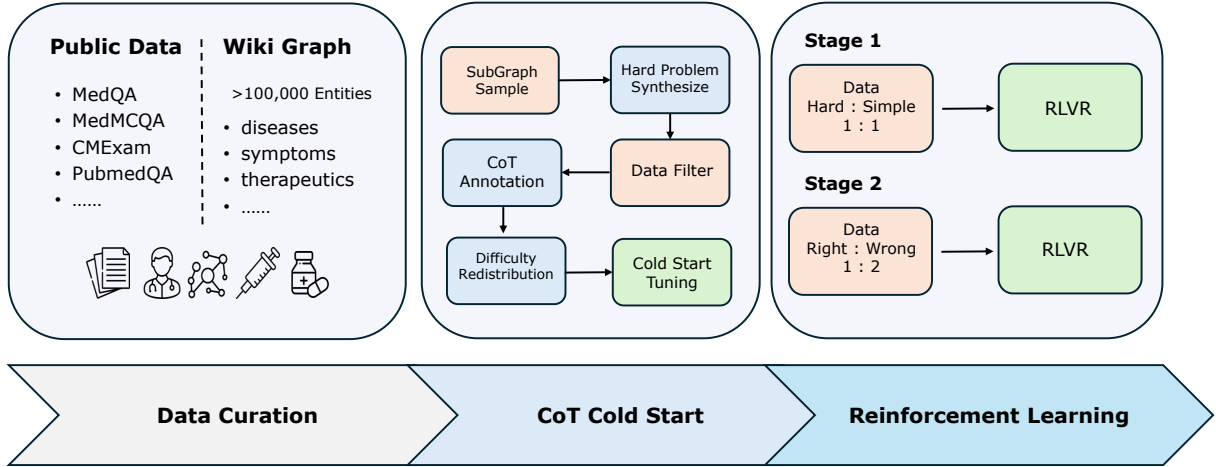 Public Data
• MedQA
• MedMCQA
• CMExam
• PubmedQA
• ......
Wiki Graph
>100,000 Entities
• diseases
• symptoms
• therapeutics
• ......
SubGraph
Sample
Hard Problem
Synthesize
Data Filter
CoT
Annotation
Difficulty
Redistribution
Cold Start
Tuning
Stage 1
Data
Hard : Simple
1 : 1
RLVR
Stage 2
Data
Right : Wrong
1 : 2
RLVR
Data Curation
CoT Cold Start
Reinforcement Learning